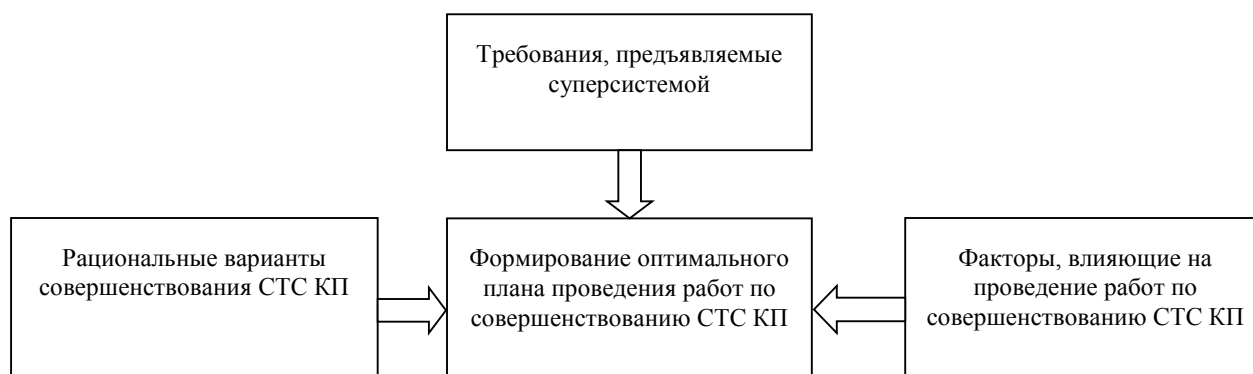 Требования, предъявляемые
суперсистемой
Рациональные варианты
совершенствования СТС КП
Формирование оптимального
плана проведения работ по
совершенствованию СТС КП
Факторы, влияющие на
проведение работ по
совершенствованию СТС КП